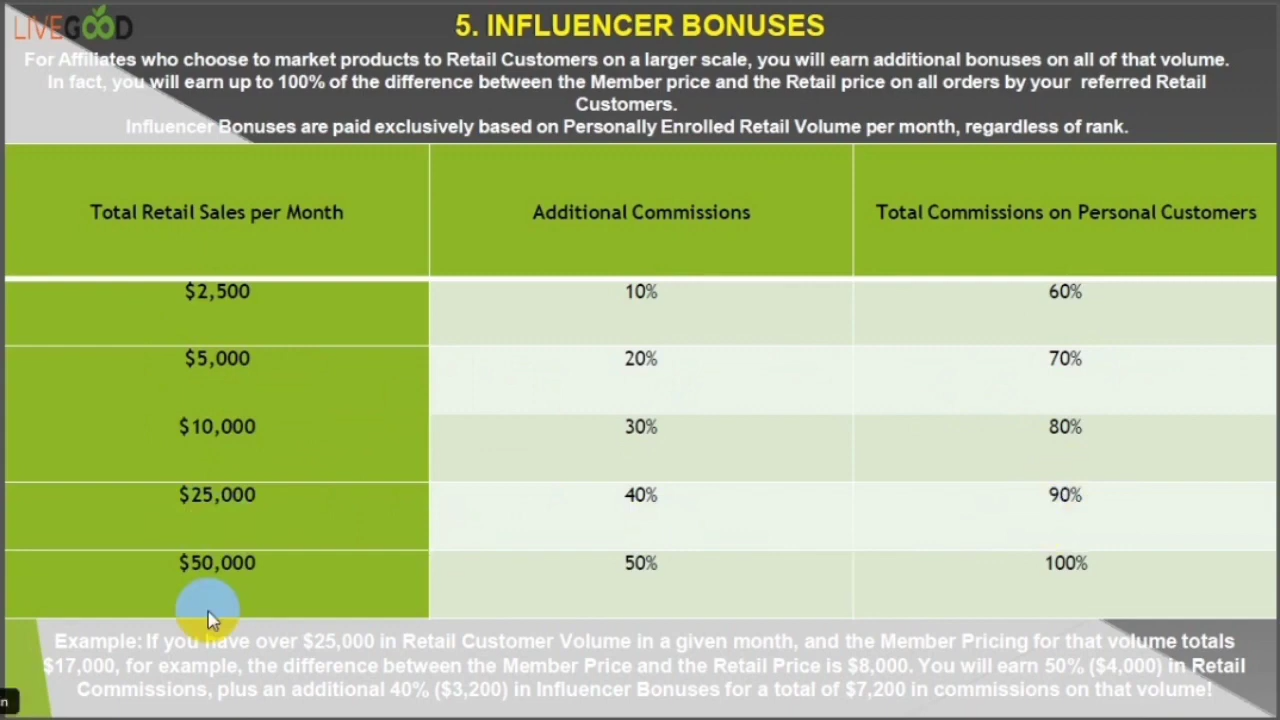 LIVEGOOD
5. INFLUENCER BONUSES
For Affiliates who choose to market products to Retail Customers on a larger scale, you will earn additional bonuses on all of that volume.
In fact, you will earn up to 100% of the difference between the Member price and the Retail price on all orders by your referred Retail
Customers.
Influencer Bonuses are paid exclusively based on Personally Enrolled Retail Volume per month, regardless of rank.
Total Retail Sales per Month Additional Commissions Total Commissions on Personal Customers
$2,500 10% 60%
$5,000 20% 70%
$10,000 30% 80%
$25,000 40% 90%
$50,000 50% 100%
Example: If you have over $25,000 in Retail Customer Volume in a given month, and the Member Pricing for that volume totals
$17,000, for example, the difference between the Member Price and the Retail Price is $8,000. You will earn 50% ($4,000) in Retail
Commissions, plus an additional 40% ($3,200) in Influencer Bonuses for a total of $7,200 in commissions on that volume!